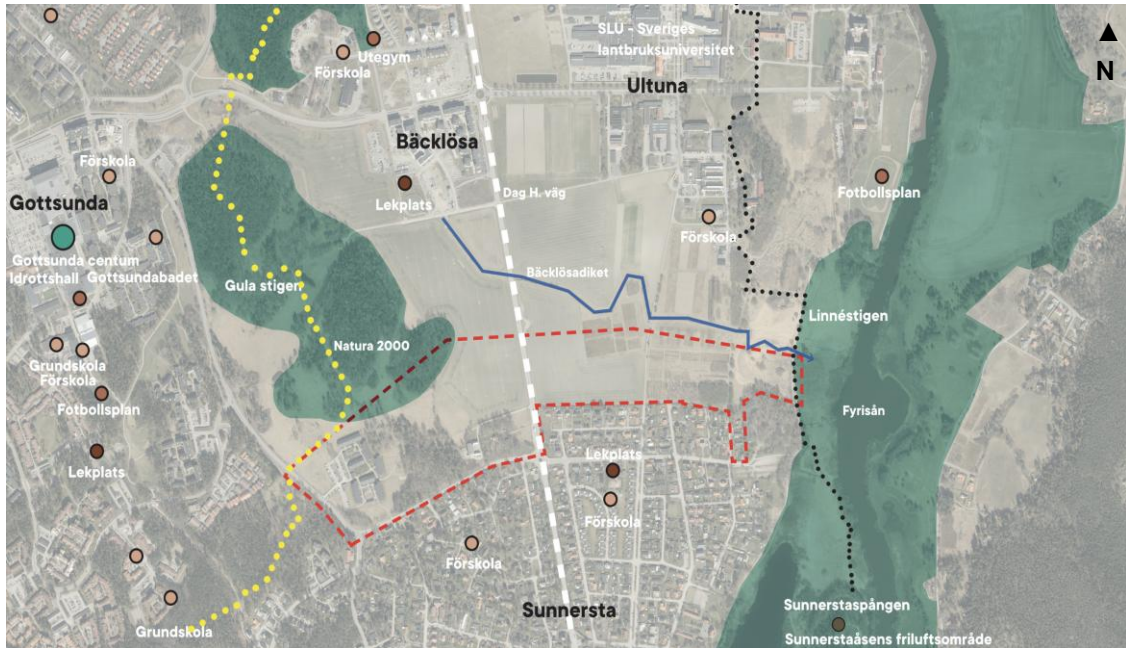 SLU - Sveriges
lantbruksuniversitet
▲
N
Utegym
Förskola
Ultuna
Bäcklösa
Förskola
Lekplats
Dag H. väg
Fotbollsplan
Gottsunda
Förskola
Gottsunda centum
Idrottshall
Gottsundabadet
Gula stigen
Bäcklösadiket
Linnéstigen
Natura 2000
Grundskola
Förskola
Fotbollsplan
Fyrisån
Lekplats
Lekplats
Förskola
Förskola
Sunnersta
Sunnerstaspången
Grundskola
Sunnerstaåsens friluftsområde